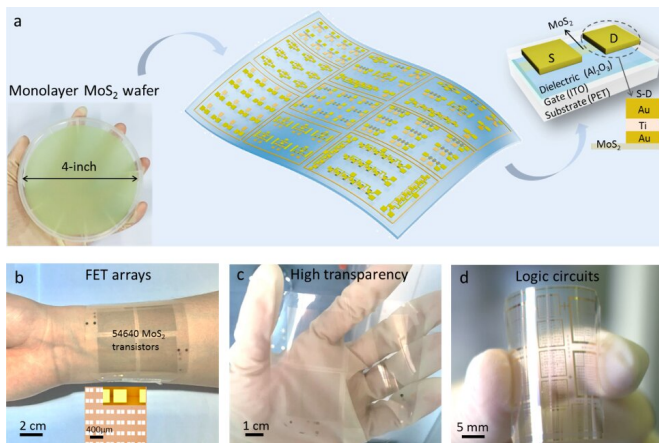 a
Monolayer MoS₂ wafer
4-inch
MoS₂
S
D
Dielectric (Al₂O₃)
Gate (ITO)
Substrate (PET)
S-D
Au
Ti
Au
MoS₂
b
FET arrays
54640 MoS₂
transistors
2 cm
400μm
c
High transparency
1 cm
d
Logic circuits
5 mm